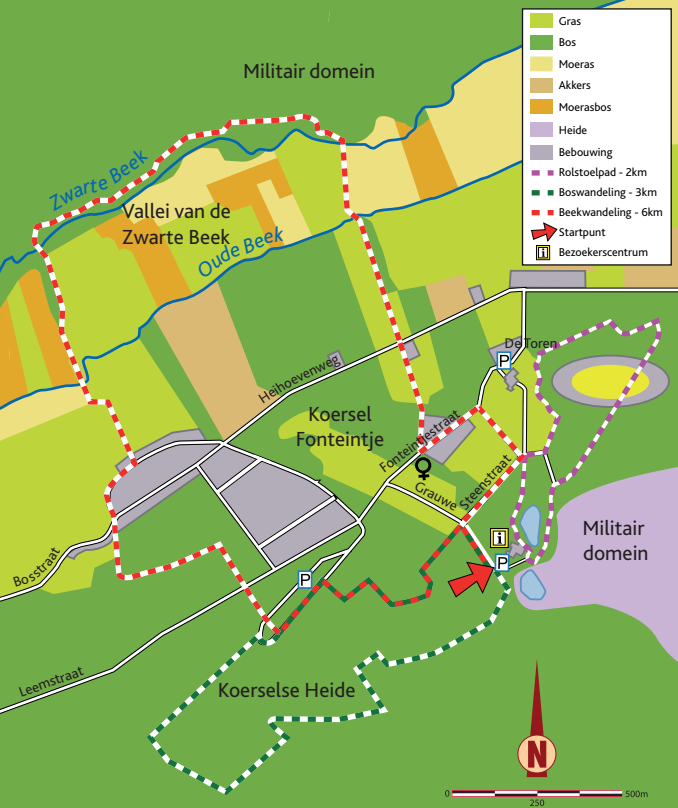 Gras
Bos
Moeras
Akkers
Moerasbos
Heide
Bebouwing
Rolstoelpad - 2km
Boswandeling - 3km
Beekwandeling - 6km
Startpunt
i Bezoekerscentrum
Militair domein
Zwarte Beek
Vallei van de
Zwarte Beek
Oude Beek
De Toren
P
Heihoevenweg
Koersel
Fonteintje
Fonteintjestraat
Grauwe
Steenstraat
i
P
Militair
domein
Bosstraat
P
Leemstraat
Koerselse Heide
N
0
500m
250